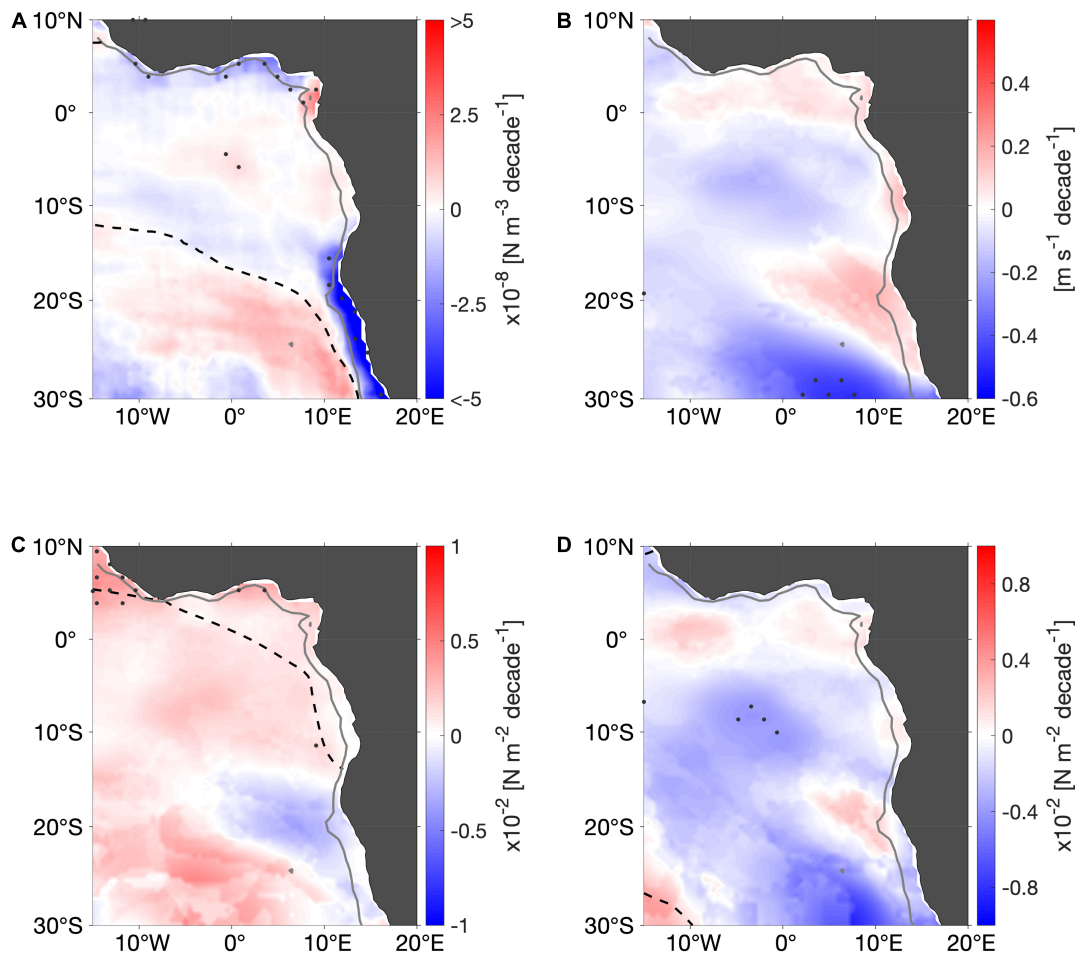 A
10°N
0°
10°S
20°S
30°S
10°W
0°
10°E
20°E
>5
2.5
0
-2.5
<-5
x10⁻⁸ [N m⁻³ decade⁻¹]
B
10°N
0°
10°S
20°S
30°S
10°W
0°
10°E
20°E
0.4
0.2
0
-0.2
-0.4
-0.6
[m s⁻¹ decade⁻¹]
C
10°N
0°
10°S
20°S
30°S
10°W
0°
10°E
20°E
1
0.5
0
-0.5
-1
x10⁻² [N m⁻² decade⁻¹]
D
10°N
0°
10°S
20°S
30°S
10°W
0°
10°E
20°E
0.8
0.4
0
-0.4
-0.8
x10⁻² [N m⁻² decade⁻¹]